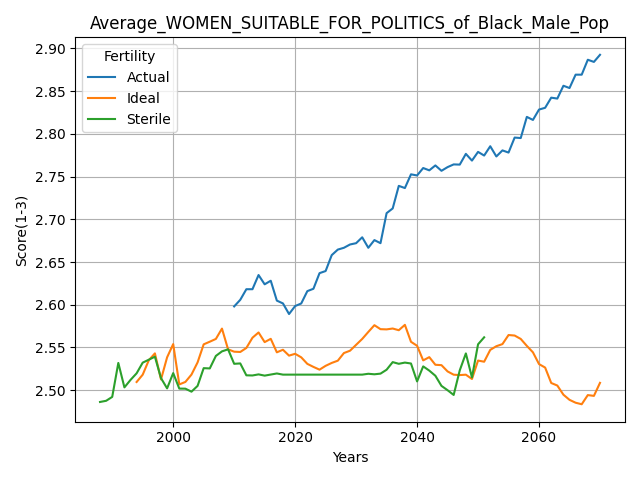 Average_WOMEN_SUITABLE_FOR_POLITICS_of_Black_Male_Pop
Fertility
Actual
Ideal
Sterile
Score(1-3)
2.90
2.85
2.80
2.75
2.70
2.65
2.60
2.55
2.50
2000
2020
2040
2060
Years